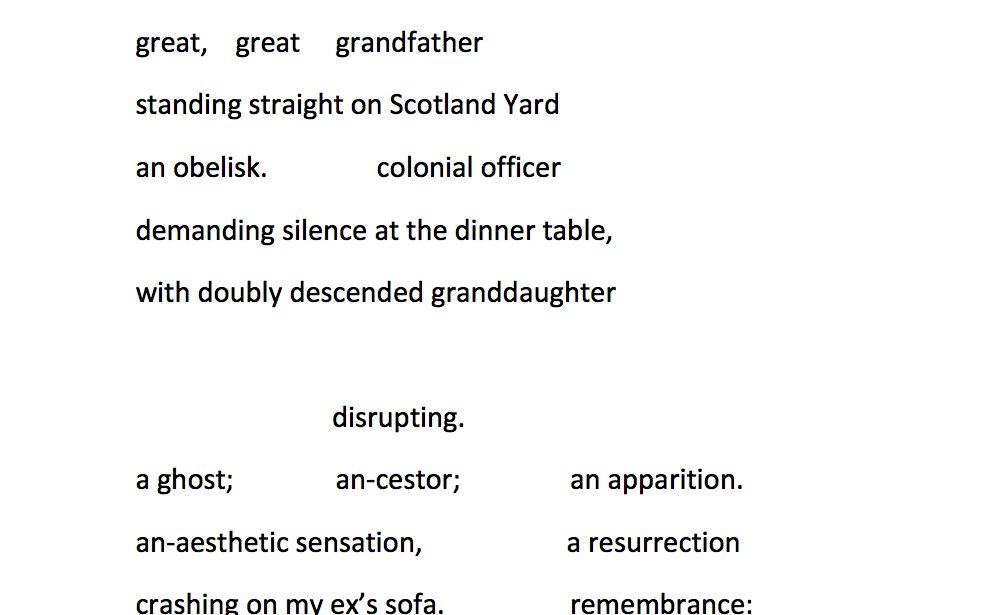 great, great grandfather
standing straight on Scotland Yard
an obelisk. colonial officer
demanding silence at the dinner table,
with doubly descended granddaughter
disrupting.
a ghost; an-cestor; an apparition.
an-aesthetic sensation, a resurrection
crashing on my ex’s sofa. remembrance: